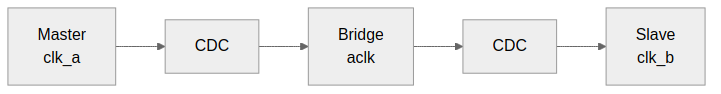 Master
clk_a
CDC
Bridge
aclk
CDC
Slave
clk_b